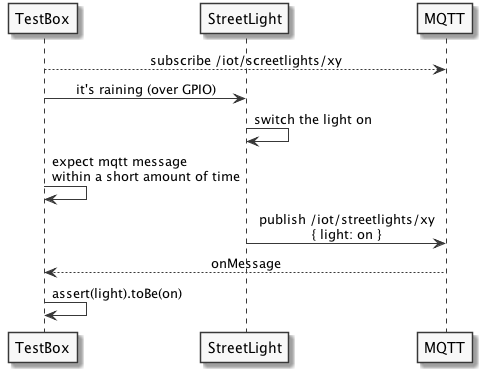 TestBox
StreetLight
MQTT
subscribe /iot/screetlights/xy
it's raining (over GPIO)
switch the light on
expect mqtt message
within a short amount of time
publish /iot/streetlights/xy
{ light: on }
onMessage
assert(light).toBe(on)
TestBox
StreetLight
MQTT